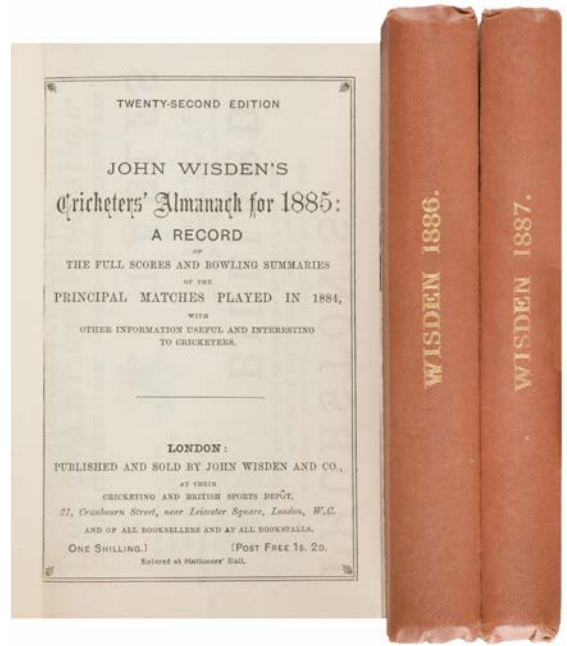 TWENTY-SECOND EDITION
JOHN WISDEN'S
Cricketers' Almanack for 1885:
A RECORD
OF
THE FULL SCORES AND BOWLING SUMMARIES
OF THE
PRINCIPAL MATCHES PLAYED IN 1884,
WITH
OTHER INFORMATION USEFUL AND INTERESTING
TO CRICKETERS.
LONDON:
PUBLISHED AND SOLD BY JOHN WISDEN AND CO.,
AT THEIR
CRICKETING AND BRITISH SPORTS DEPÔT,
21, Cranbourn Street, near Leicester Square, London, W.C.
AND OF ALL BOOKSELLERS AND AT ALL BOOKSTALLS.
ONE SHILLING.] [POST FREE 1S. 2D.
Entered at Stationers' Hall.
WISDEN 1886.
WISDEN 1887.